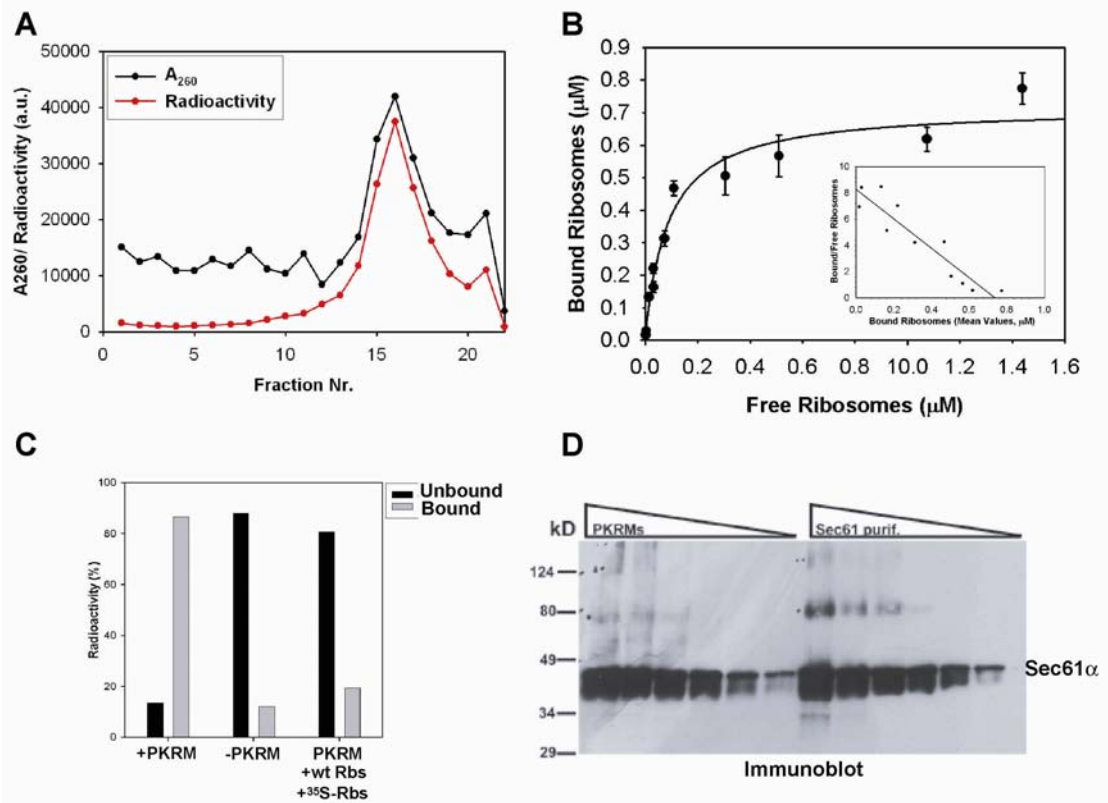 A
50000
40000
30000
20000
10000
0
A260/ Radioactivity (a.u.)
A260
Radioactivity
0 5 10 15 20
Fraction Nr.
B
0.9
0.8
0.7
0.6
0.5
0.4
0.3
0.2
0.1
0.0
Bound Ribosomes (μM)
0.0 0.2 0.4 0.6 0.8 10.0 1.2 1.4 1.6
Free Ribosomes (μM)
10
8
6
4
2
0
Bound/Free Ribosomes
0.0 0.2 0.4 0.6 0.8 1.0
Bound Ribosomes (Mean Values, μM)
C
100
80
60
40
20
0
Radioactivity (%)
Unbound
Bound
+PKRM -PKRM PKRM
+wt Rbs
+35S-Rbs
D
kD
PKRMs Sec61 purif.
124
80
49
34
29
Sec61α
Immunoblot